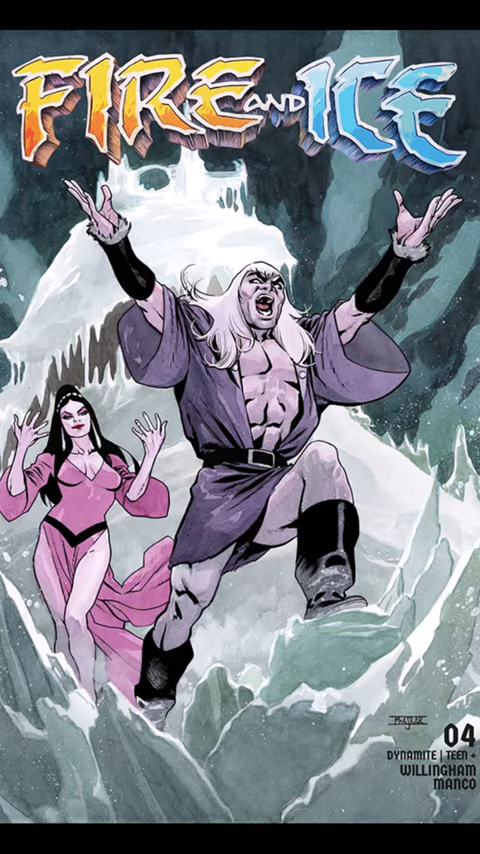 FIRE AND ICE
04
DYNAMITE | TEEN +
WILLINGHAM
MANCO